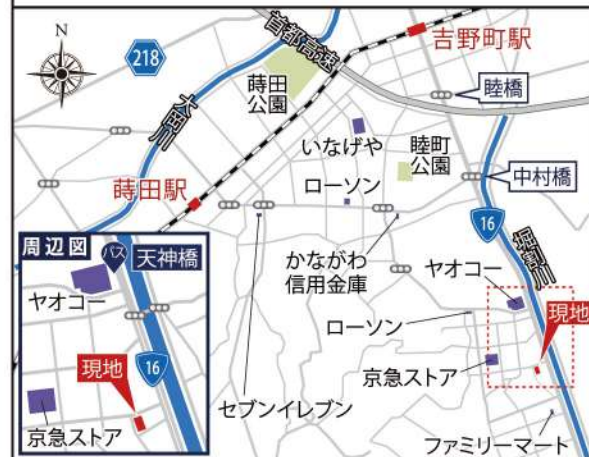 N
218
首都高速
吉野町駅
蒔田
公園
大岡川
睦橋
いなげや
睦町
公園
蒔田駅
ローソン
中村橋
16
堀割川
かながわ
信用金庫
ヤオコー
ローソン
現地
京急ストア
セブンイレブン
ファミリーマート
周辺図
バス
天神橋
ヤオコー
16
現地
京急ストア